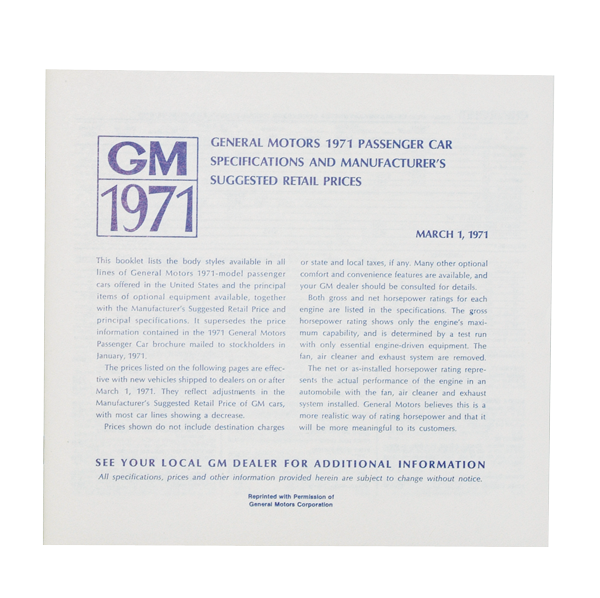 GM
1971
GENERAL MOTORS 1971 PASSENGER CAR
SPECIFICATIONS AND MANUFACTURER'S
SUGGESTED RETAIL PRICES
MARCH 1, 1971
This booklet lists the body styles available in all
lines of General Motors 1971-model passenger
cars offered in the United States and the principal
items of optional equipment available, together
with the Manufacturer's Suggested Retail Price and
principal specifications. It supersedes the price
information contained in the 1971 General Motors
Passenger Car brochure mailed to stockholders in
January, 1971.
The prices listed on the following pages are effec-
tive with new vehicles shipped to dealers on or after
March 1, 1971. They reflect adjustments in the
Manufacturer's Suggested Retail Price of GM cars,
with most car lines showing a decrease.
Prices shown do not include destination charges
or state and local taxes, if any. Many other optional
comfort and convenience features are available, and
your GM dealer should be consulted for details.
Both gross and net horsepower ratings for each
engine are listed in the specifications. The gross
horsepower rating shows only the engine's maxi-
mum capability, and is determined by a test run
with only essential engine-driven equipment. The
fan, air cleaner and exhaust system are removed.
The net or as-installed horsepower rating repre-
sents the actual performance of the engine in an
automobile with the fan, air cleaner and exhaust
system installed. General Motors believes this is a
more realistic way of rating horsepower and that it
will be more meaningful to its customers.
SEE YOUR LOCAL GM DEALER FOR ADDITIONAL INFORMATION
All specifications, prices and other information provided herein are subject to change without notice.
Reprinted with Permission of
General Motors Corporation